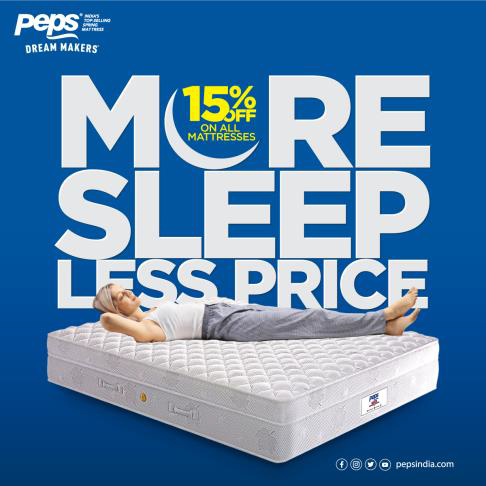 peps
INDIA'S
TOP-SELLING
SPRING
MATTRESS
DREAM MAKERS
MORE
15%
OFF
ON ALL
MATTRESSES
SLEEP
LESS PRICE
PEPS
pepsindia.com